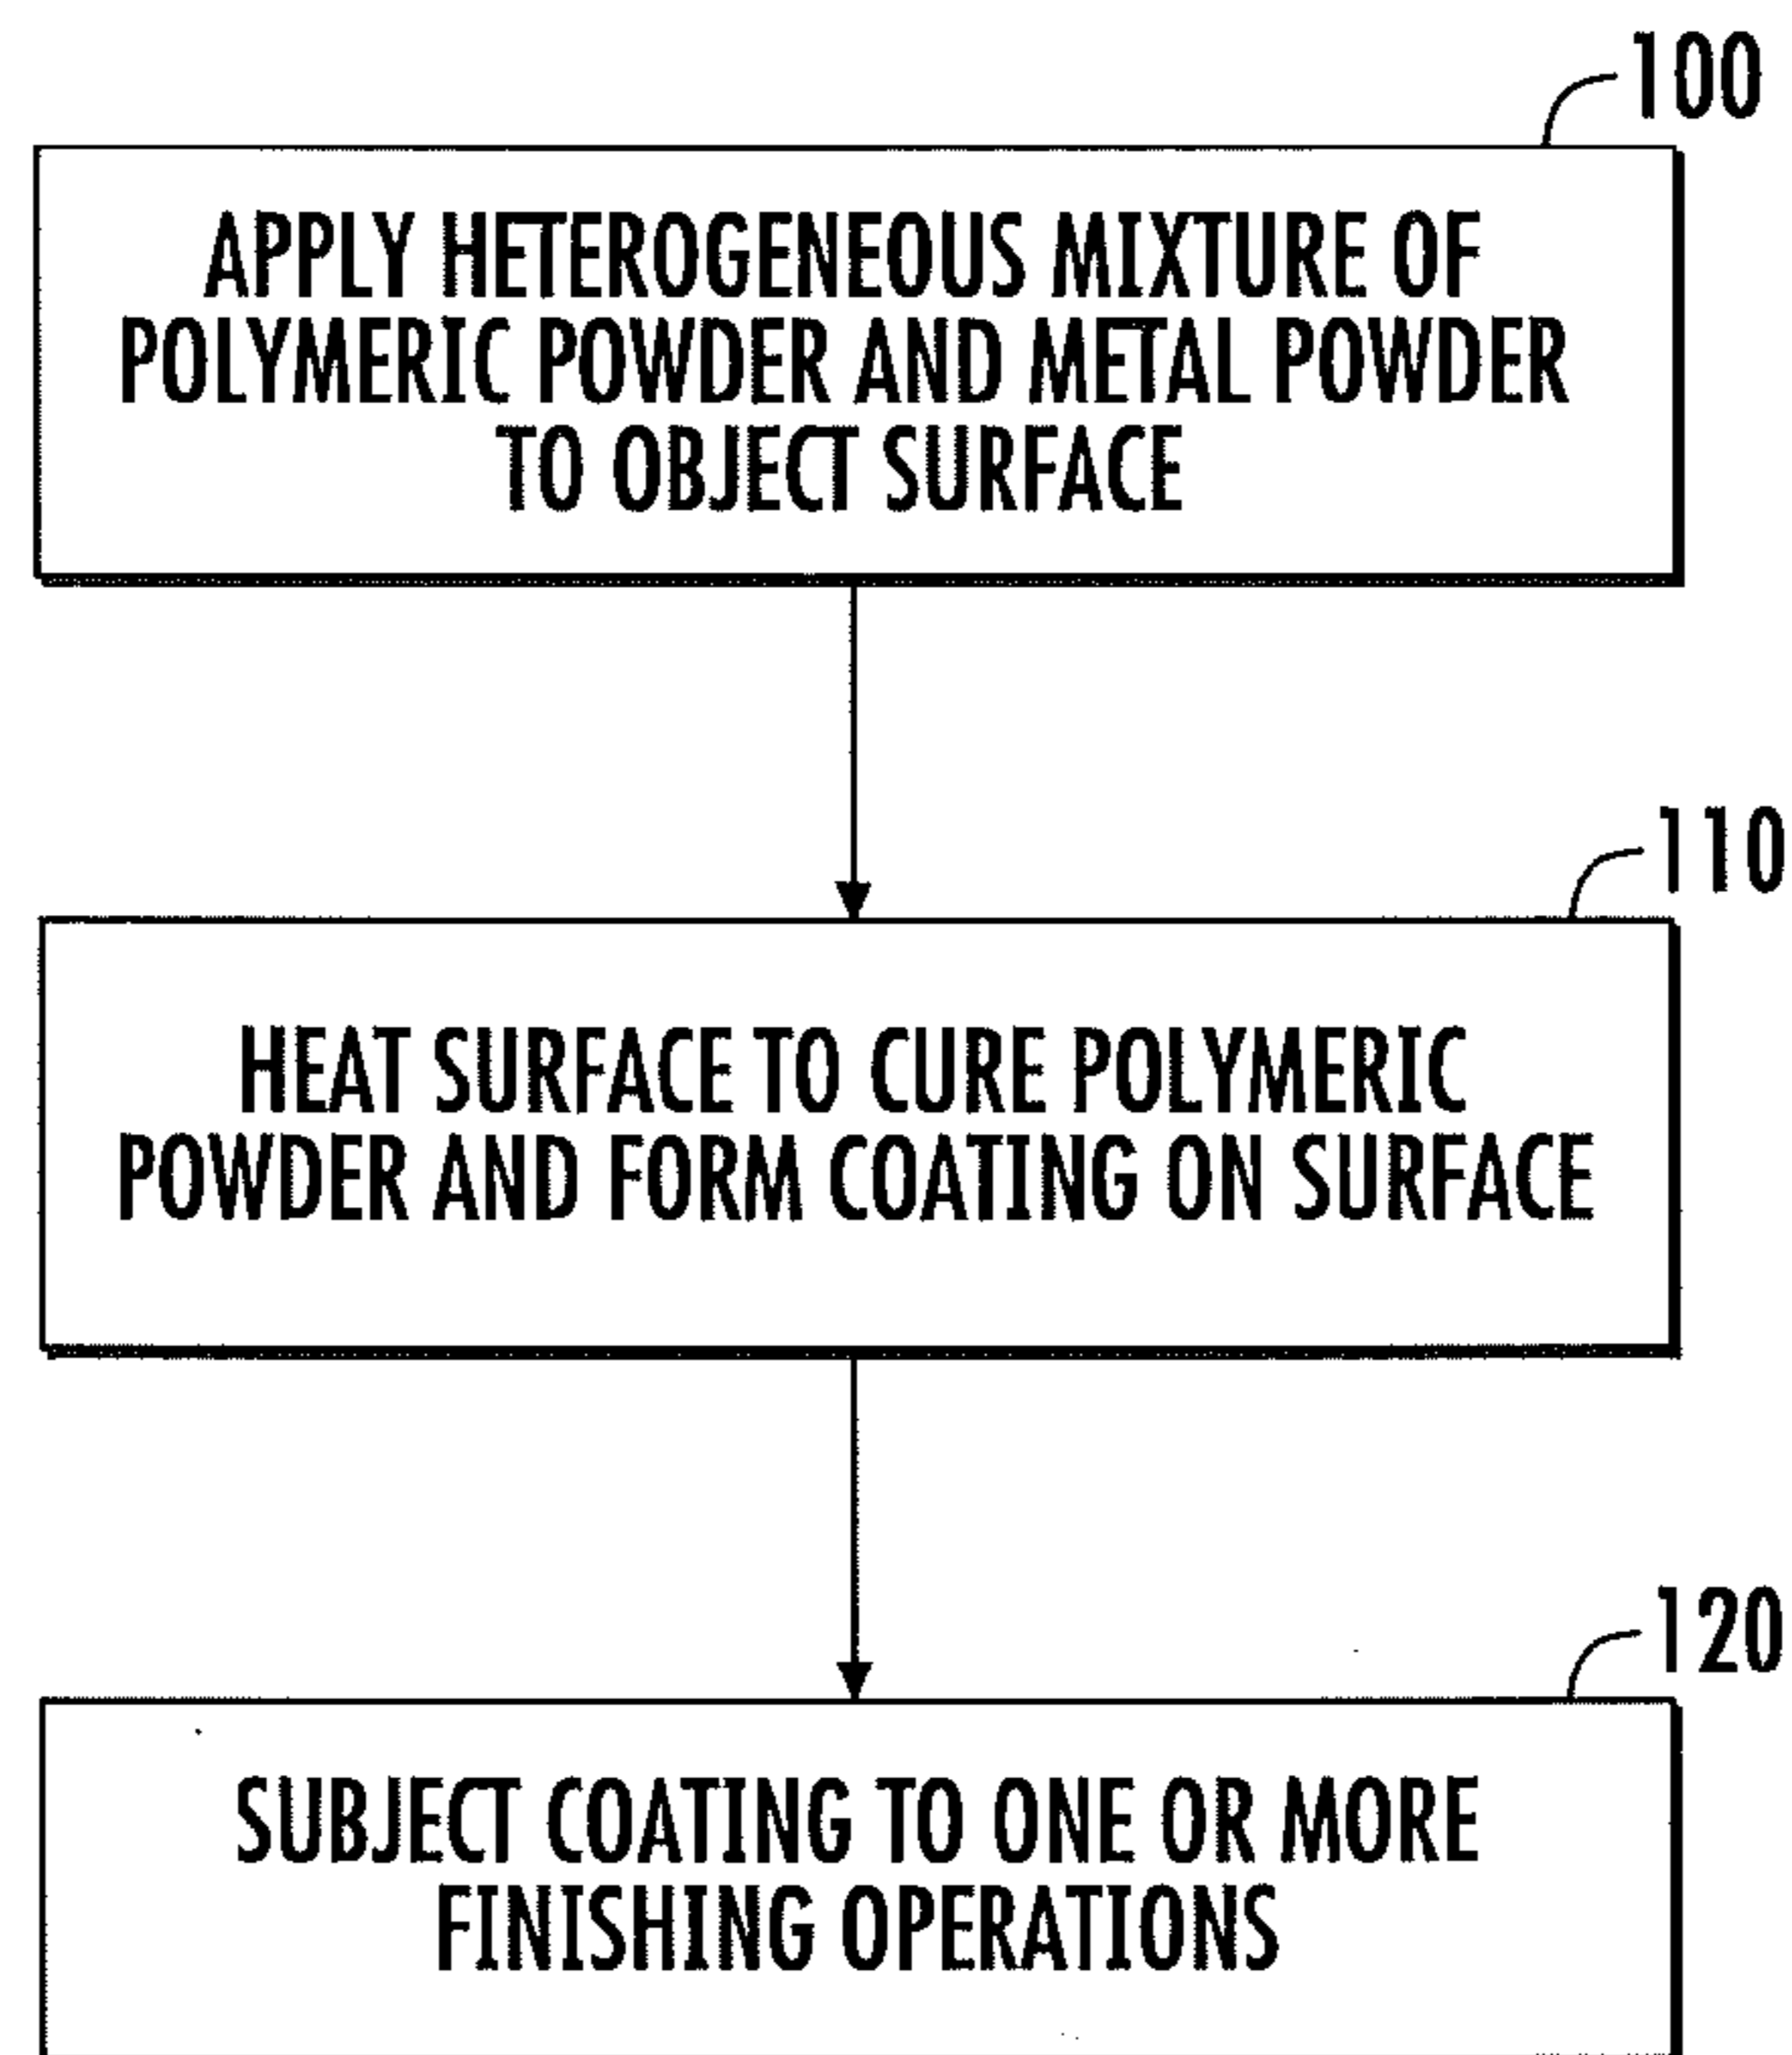 100
APPLY HETEROGENEOUS MIXTURE OF
POLYMERIC POWDER AND METAL POWDER
TO OBJECT SURFACE
110
HEAT SURFACE TO CURE POLYMERIC
POWDER AND FORM COATING ON SURFACE
120
SUBJECT COATING TO ONE OR MORE
FINISHING OPERATIONS